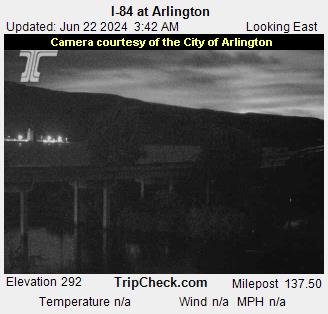 I-84 at Arlington
Updated: Jun 22 2024 3:42 AM Looking East
Camera courtesy of the City of Arlington
Elevation 292 TripCheck.com Milepost 137.50
Temperature n/a Wind n/a MPH n/a